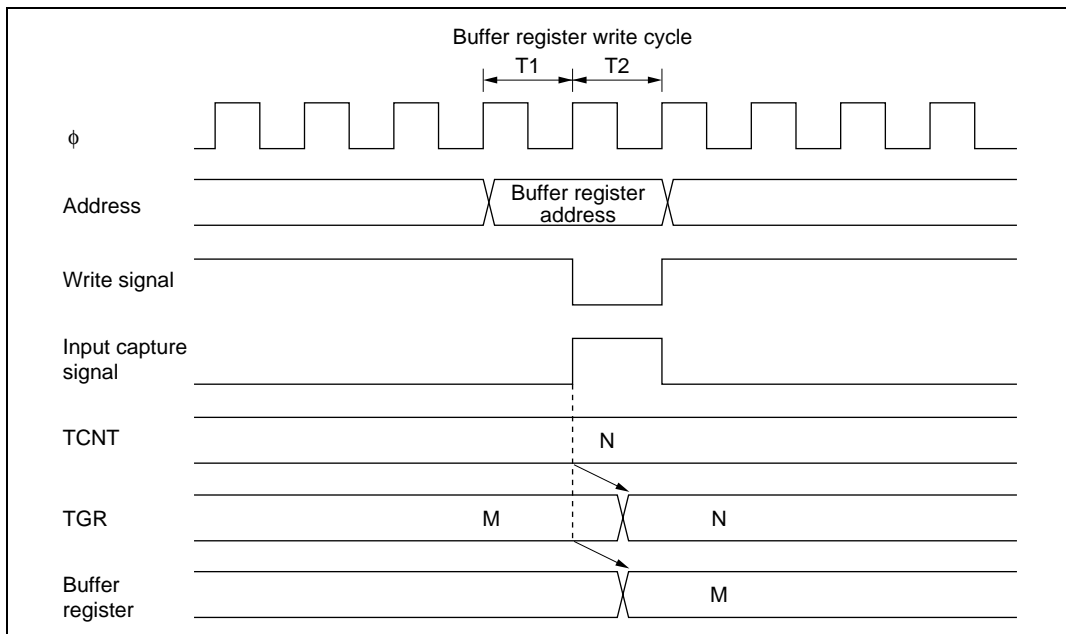 Buffer register write cycle
T1 T2
ϕ
Address
Buffer register
address
Write signal
Input capture
signal
TCNT
N
TGR
M N
Buffer
register
M